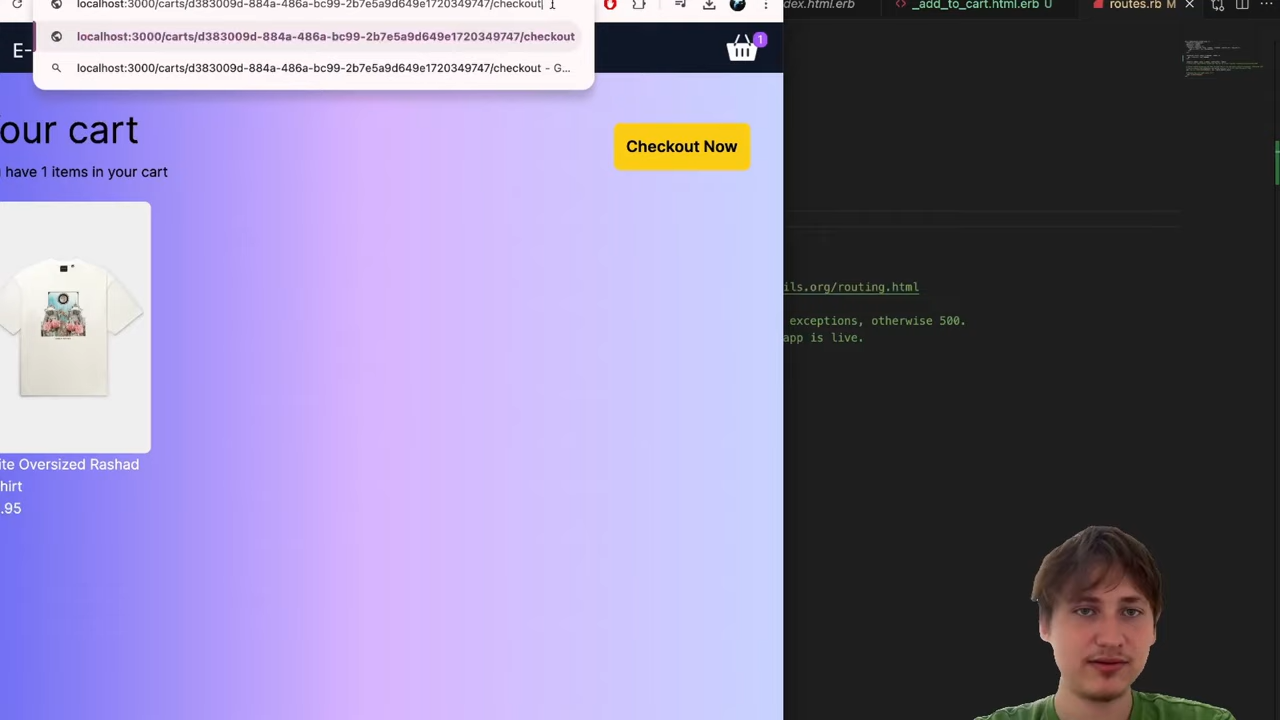 localhost:3000/carts/d383009d-884a-486a-bc99-2b7e5a9d649e1720349747/checkout
localhost:3000/carts/d383009d-884a-486a-bc99-2b7e5a9d649e1720349747/checkout
localhost:3000/carts/d383009d-884a-486a-bc99-2b7e5a9d649e1720349747/checkout - G...
E-
1
our cart
have 1 items in your cart
Checkout Now
ite Oversized Rashad
hirt
.95
dex.html.erb
_add_to_cart.html.erb U
routes.rb M
ils.org/routing.html
exceptions, otherwise 500.
app is live.